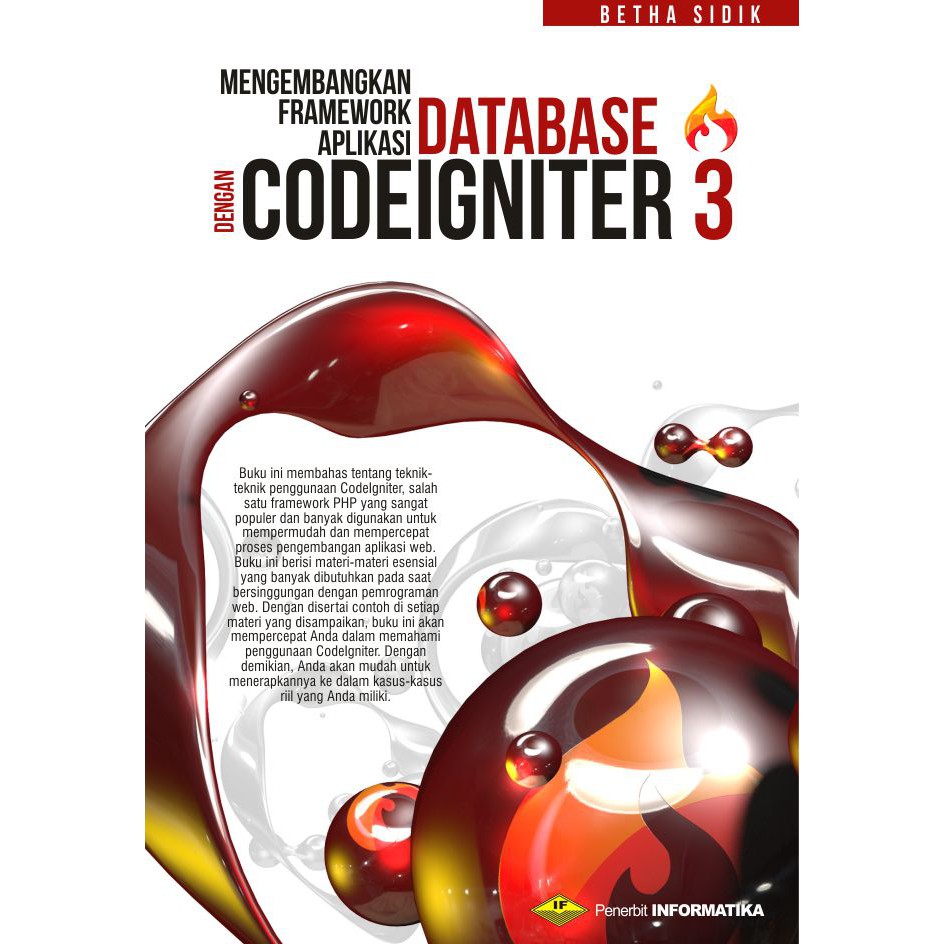 BETHA SIDIK
MENGEMBANGKAN
FRAMEWORK
APLIKASI DATABASE
DENGAN CODEIGNITER 3
Buku ini membahas tentang teknik-
teknik penggunaan CodeIgniter, salah
satu framework PHP yang sangat
populer dan banyak digunakan untuk
mempermudah dan mempercepat
proses pengembangan aplikasi web.
Buku ini berisi materi-materi esensial
yang banyak dibutuhkan pada saat
bersinggungan dengan pemrograman
web. Dengan disertai contoh di setiap
materi yang disampaikan, buku ini akan
mempercepat Anda dalam memahami
penggunaan CodeIgniter. Dengan
demikian, Anda akan mudah untuk
menerapkannya ke dalam kasus-kasus
riil yang Anda miliki.
IF Penerbit INFORMATIKA